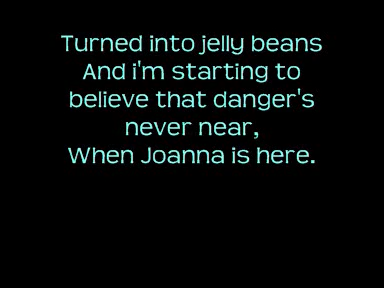 Turned into jelly beans
And i'm starting to
believe that danger's
never near,
When Joanna is here.